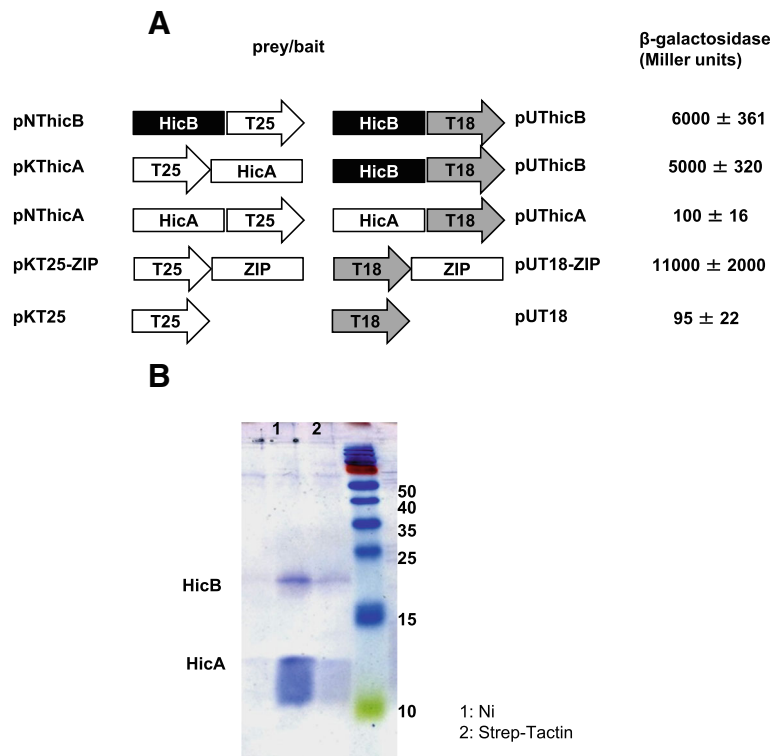 A
prey/bait
β-galactosidase
(Miller units)
pNThicB HicB T25 HicB T18 pUThicB 6000 ± 361
pKThicA T25 HicA HicB T18 pUThicB 5000 ± 320
pNThicA HicA T25 HicA T18 pUThicA 100 ± 16
pKT25-ZIP T25 ZIP T18 ZIP pUT18-ZIP 11000 ± 2000
pKT25 T25 T18 pUT18 95 ± 22
B
1 2
50
40
35
25
HicB
15
HicA
10
1: Ni
2: Strep-Tactin